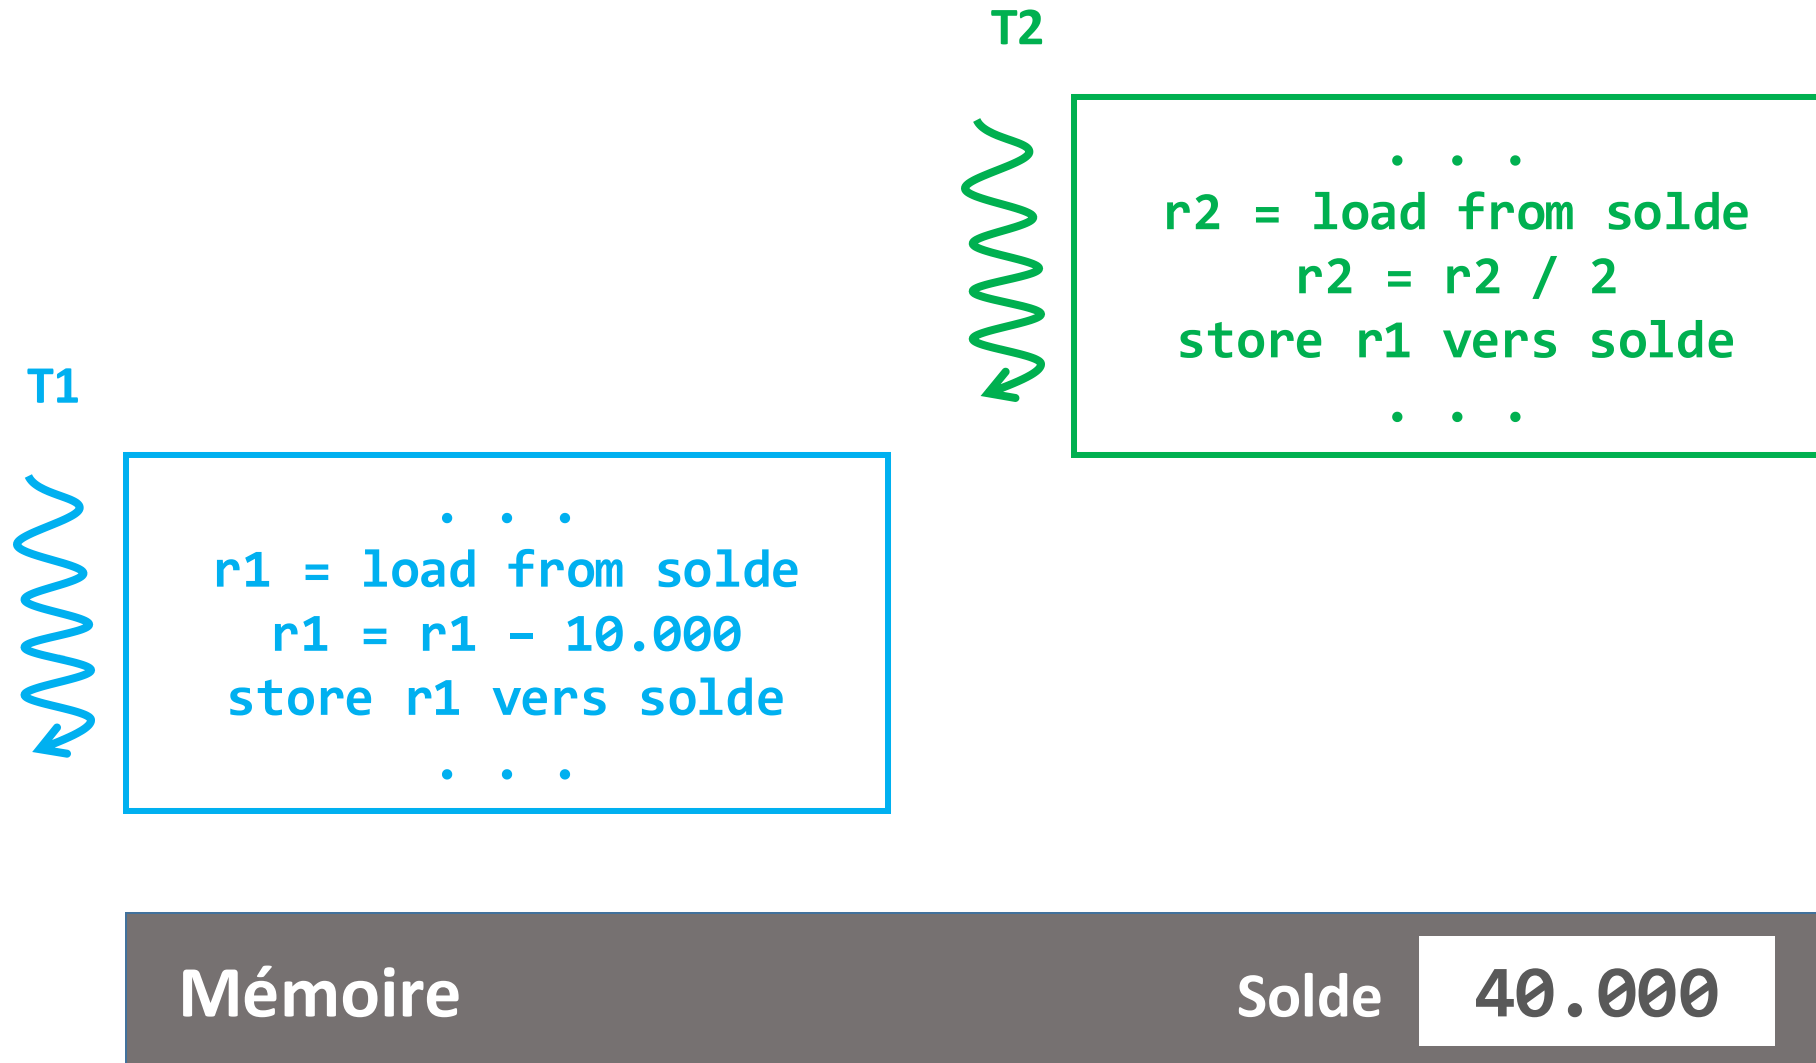 T2
. . .
r2 = load from solde
r2 = r2 / 2
store r1 vers solde
. . .
T1
. . .
r1 = load from solde
r1 = r1 – 10.000
store r1 vers solde
. . .
Mémoire Solde 40.000